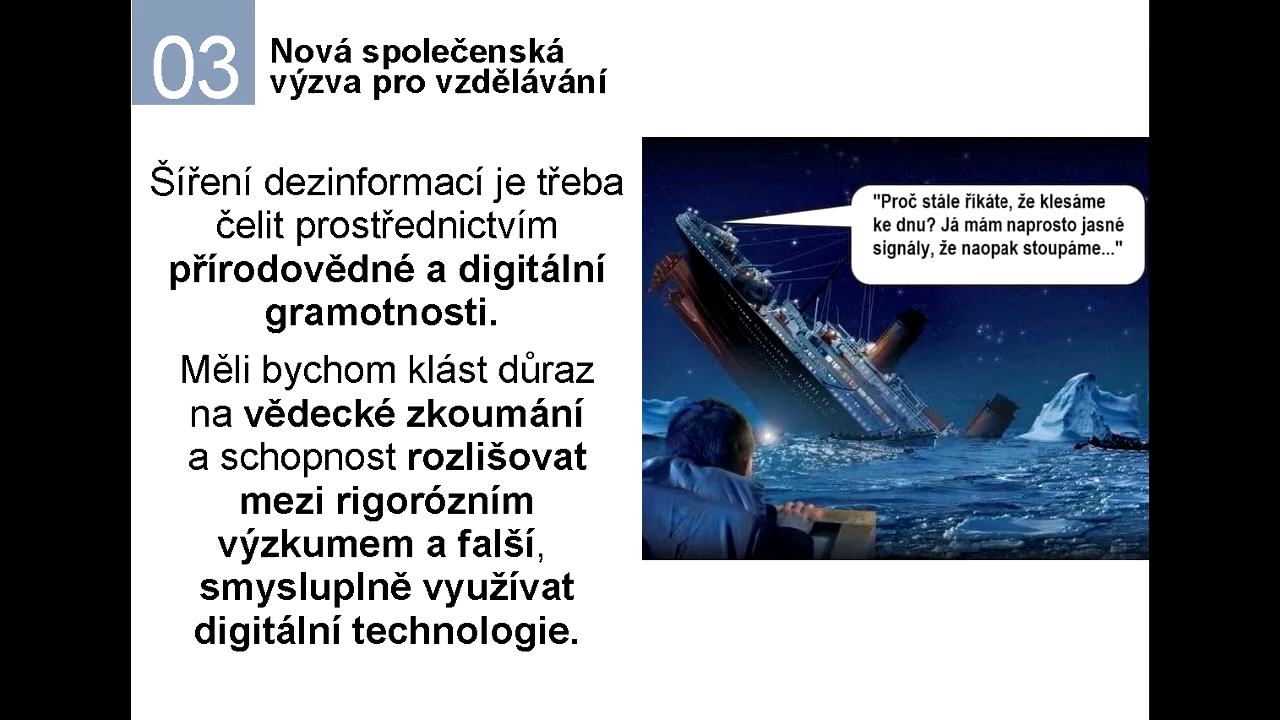 03
Nová společenská
výzva pro vzdělávání
Šíření dezinformací je třeba
čelit prostřednictvím
přírodovědné a digitální
gramotnosti.
Měli bychom klást důraz
na vědecké zkoumání
a schopnost rozlišovat
mezi rigorózním
výzkumem a falší,
smysluplně využívat
digitální technologie.
"Proč stále říkáte, že klesáme
ke dnu? Já mám naprosto jasné
signály, že naopak stoupáme..."